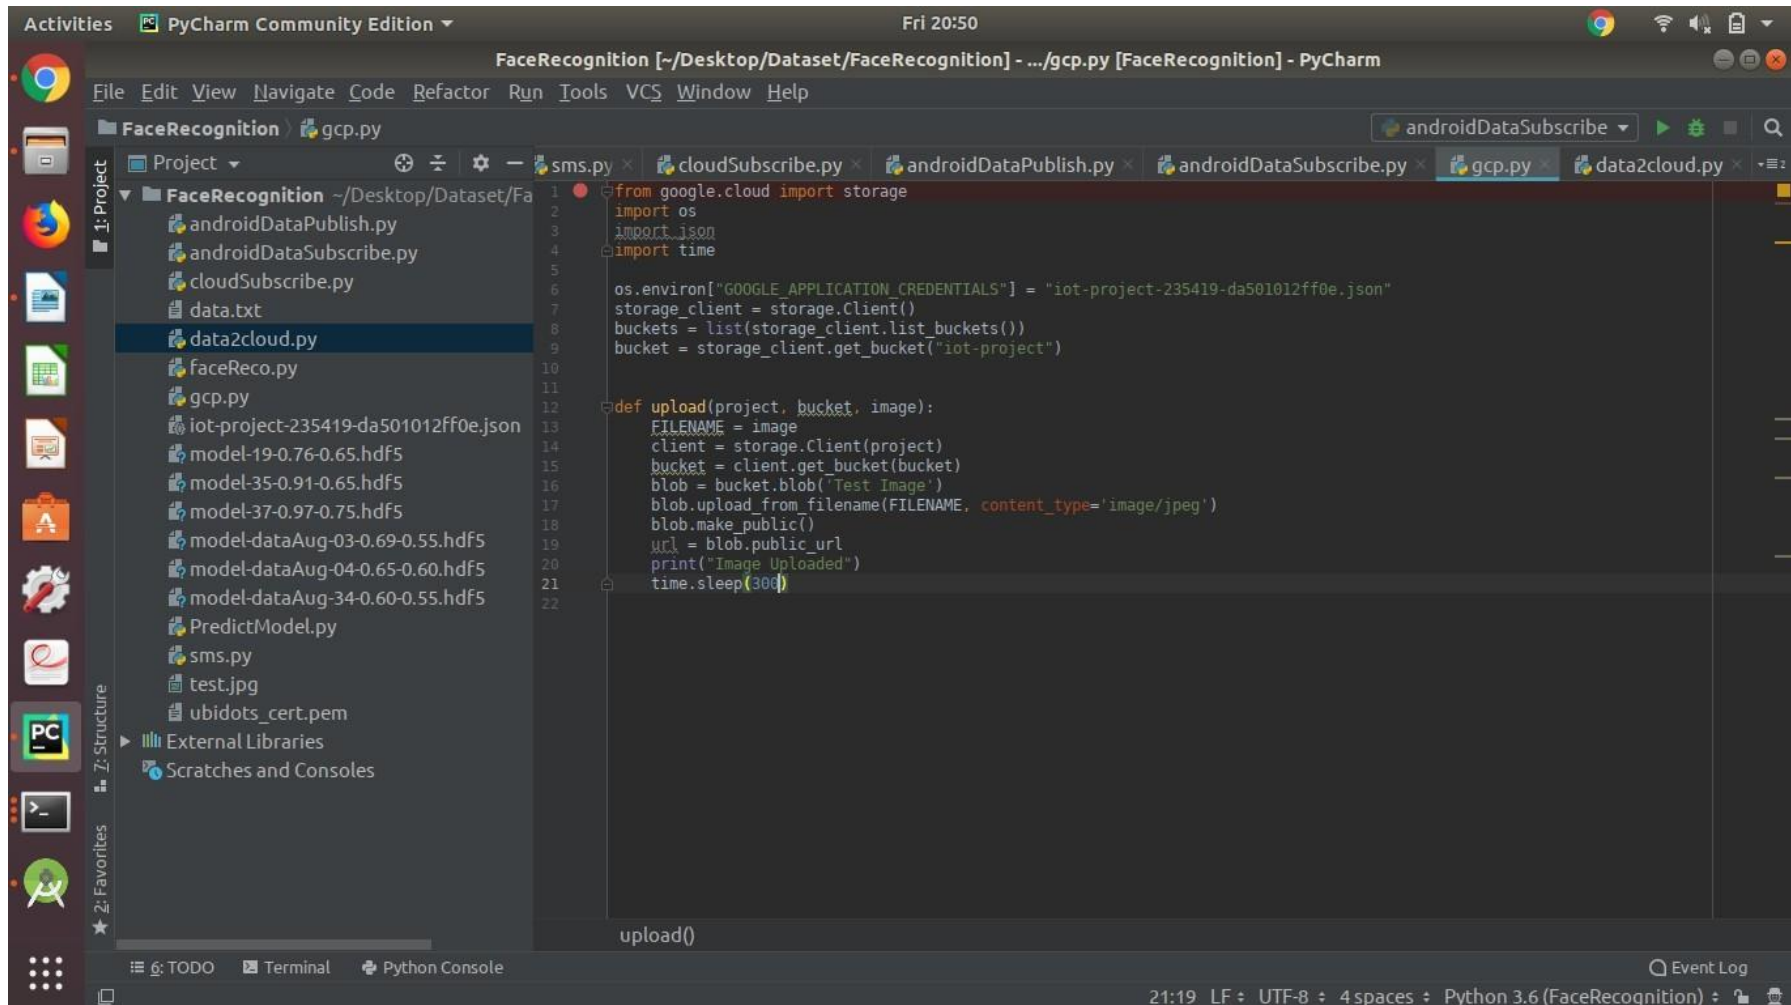 Activities PyCharm Community Edition Fri 20:50
FaceRecognition [~/Desktop/Dataset/FaceRecognition] - .../gcp.py [FaceRecognition] - PyCharm
File Edit View Navigate Code Refactor Run Tools VCS Window Help
FaceRecognition gcp.py androidDataSubscribe
Project sms.py cloudSubscribe.py androidDataPublish.py androidDataSubscribe.py gcp.py data2cloud.py 2
1: Project
7: Structure
2: Favorites
FaceRecognition ~/Desktop/Dataset/Fa
androidDataPublish.py
androidDataSubscribe.py
cloudSubscribe.py
data.txt
data2cloud.py
faceReco.py
gcp.py
iot-project-235419-da501012ff0e.json
model-19-0.76-0.65.hdf5
model-35-0.91-0.65.hdf5
model-37-0.97-0.75.hdf5
model-dataAug-03-0.69-0.55.hdf5
model-dataAug-04-0.65-0.60.hdf5
model-dataAug-34-0.60-0.55.hdf5
PredictModel.py
sms.py
test.jpg
ubidots_cert.pem
External Libraries
Scratches and Consoles
1 from google.cloud import storage
2 import os
3 import json
4 import time
5
6 os.environ["GOOGLE_APPLICATION_CREDENTIALS"] = "iot-project-235419-da501012ff0e.json"
7 storage_client = storage.Client()
8 buckets = list(storage_client.list_buckets())
9 bucket = storage_client.get_bucket("iot-project")
10
11
12 def upload(project, bucket, image):
13     FILENAME = image
14     client = storage.Client(project)
15     bucket = client.get_bucket(bucket)
16     blob = bucket.blob('Test Image')
17     blob.upload_from_filename(FILENAME, content_type='image/jpeg')
18     blob.make_public()
19     url = blob.public_url
20     print("Image Uploaded")
21     time.sleep(300)
22
upload()
6: TODO Terminal Python Console Event Log
21:19 LF UTF-8 4 spaces Python 3.6 (FaceRecognition)
PC